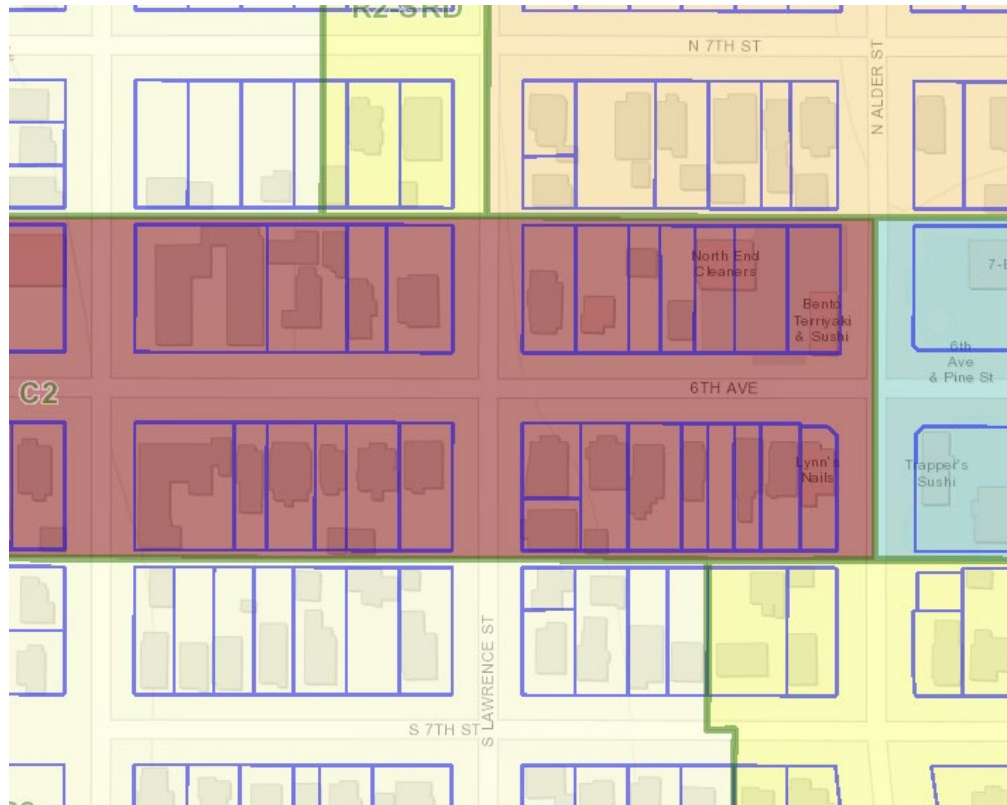 R2-SRD
N 7TH ST
N ALDER ST
North End
Cleaners
Bento
Terriyaki
& Sushi
6th
Ave
& Pine St
C2
6TH AVE
Lynn's
Nails
Trapper's
Sushi
S LAWRENCE ST
S 7TH ST